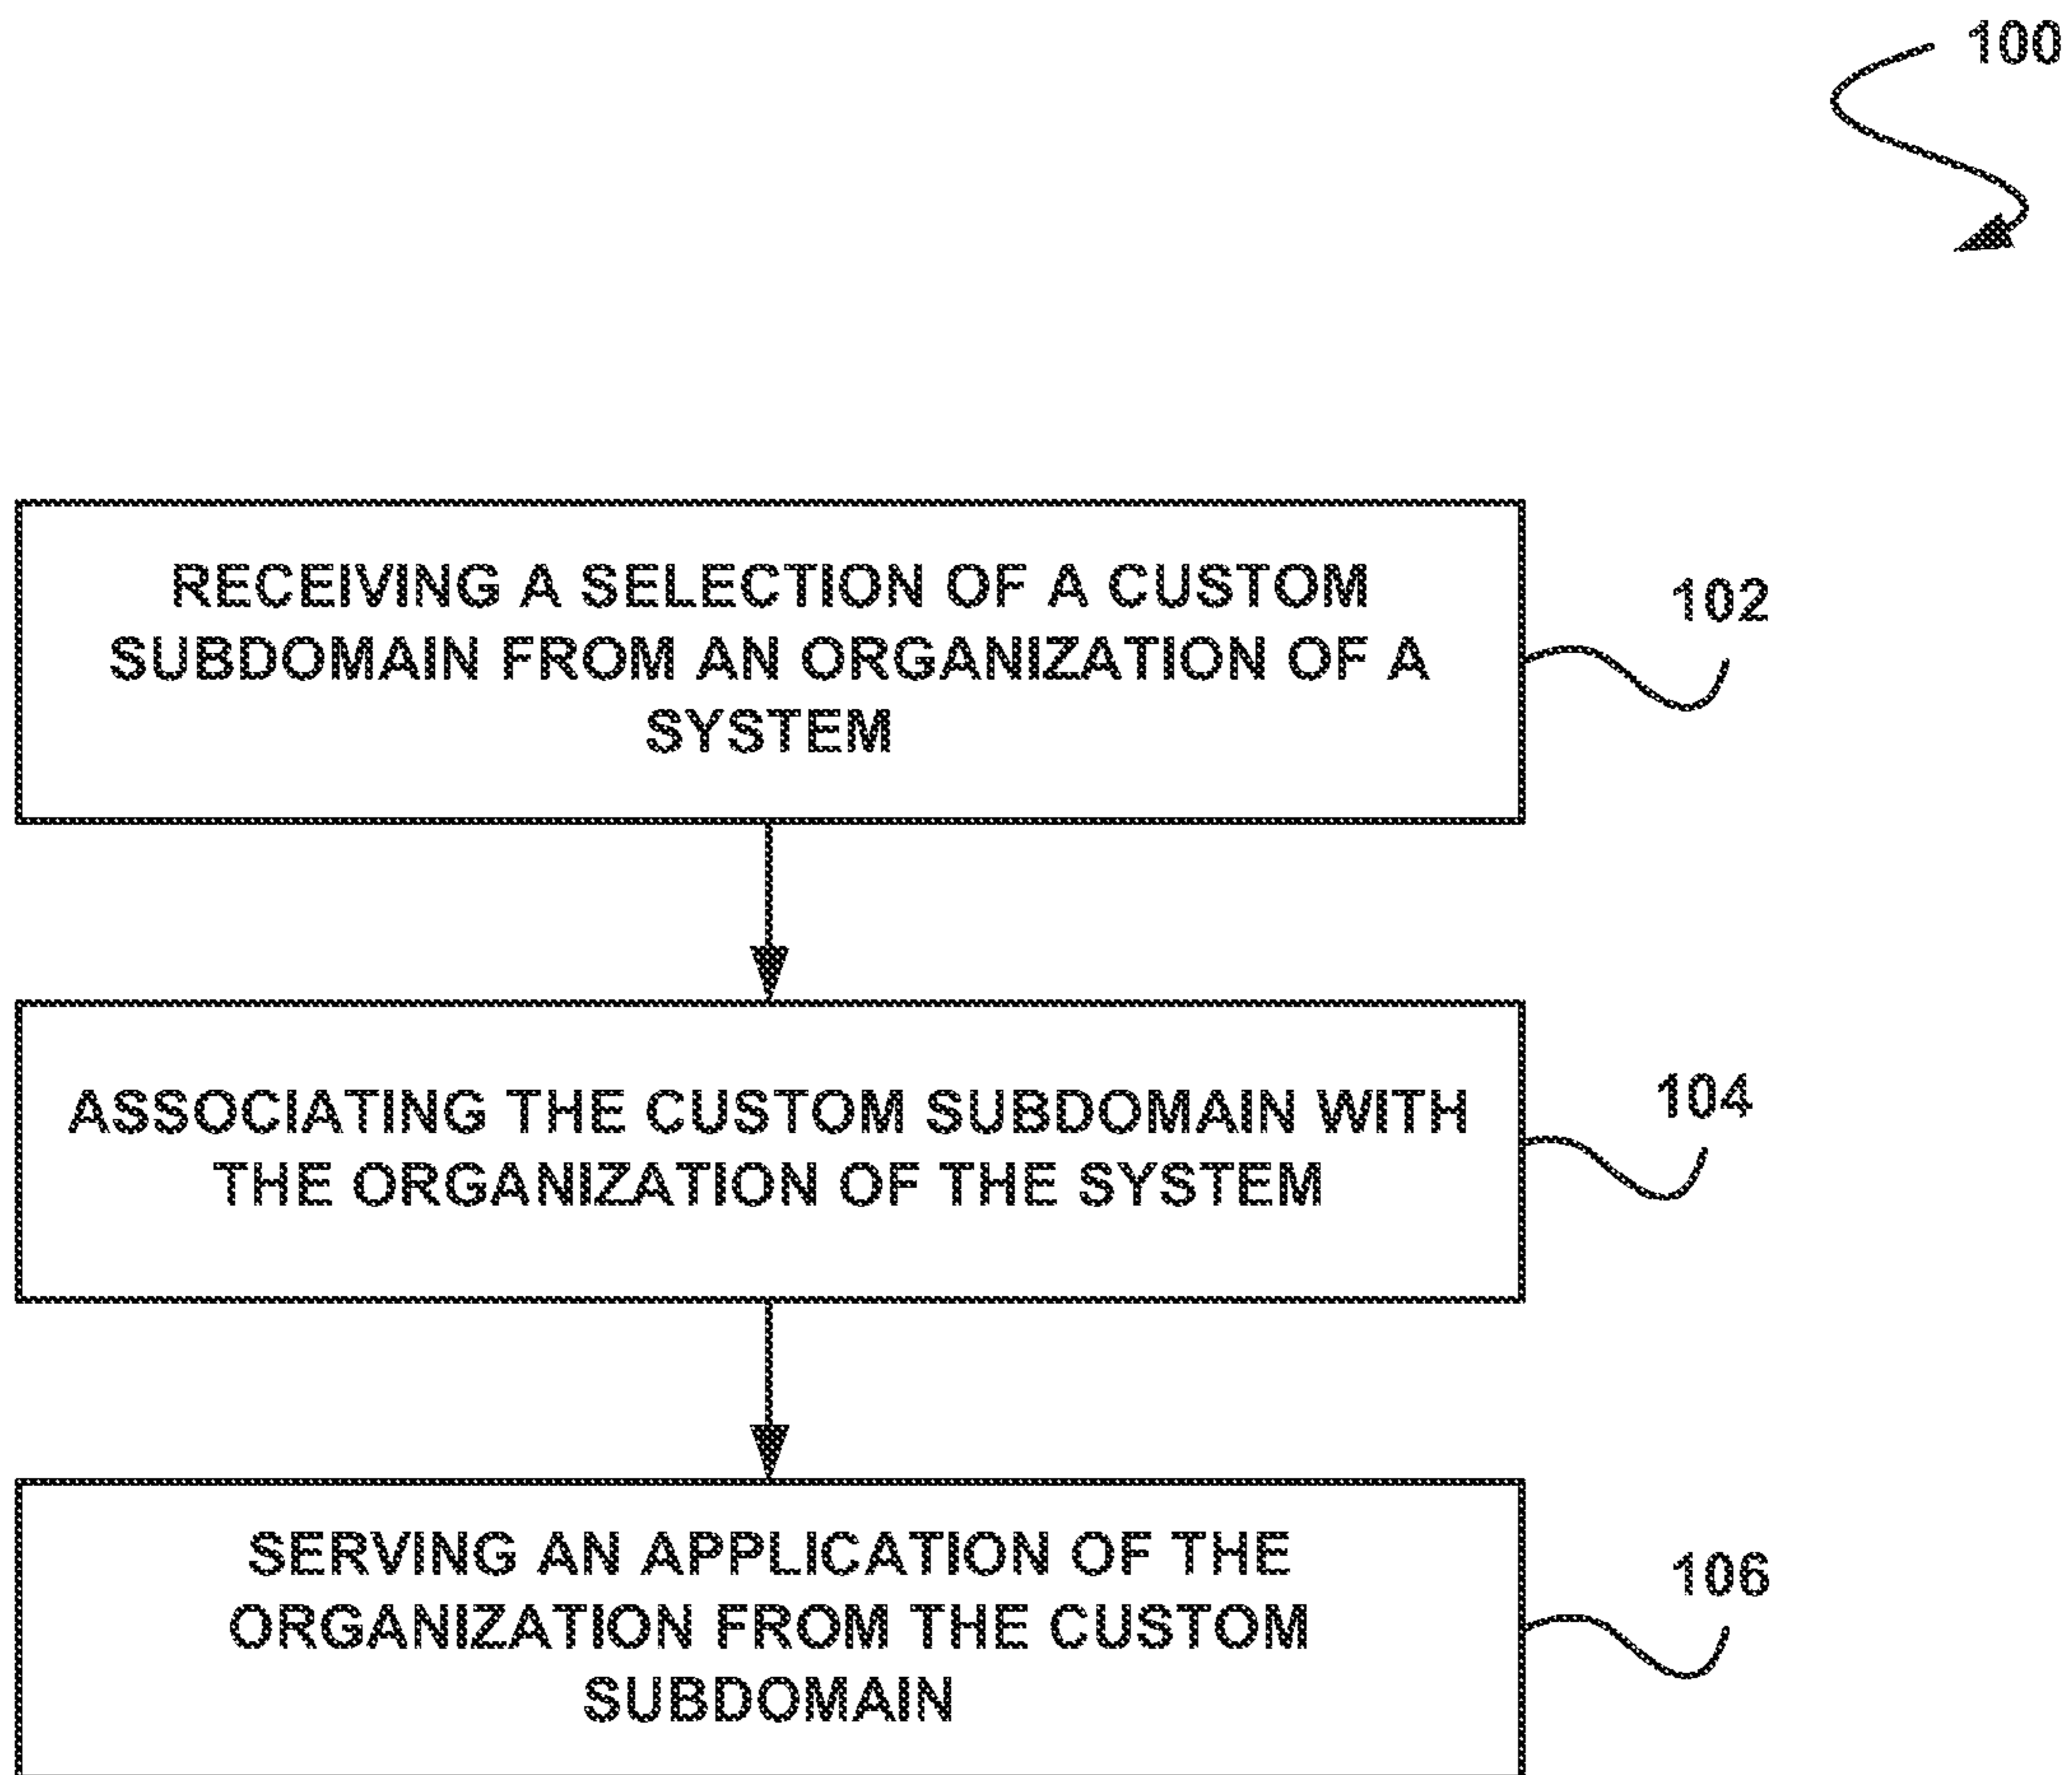 100
RECEIVING A SELECTION OF A CUSTOM
SUBDOMAIN FROM AN ORGANIZATION OF A
SYSTEM
102
ASSOCIATING THE CUSTOM SUBDOMAIN WITH
THE ORGANIZATION OF THE SYSTEM
104
SERVING AN APPLICATION OF THE
ORGANIZATION FROM THE CUSTOM
SUBDOMAIN
106